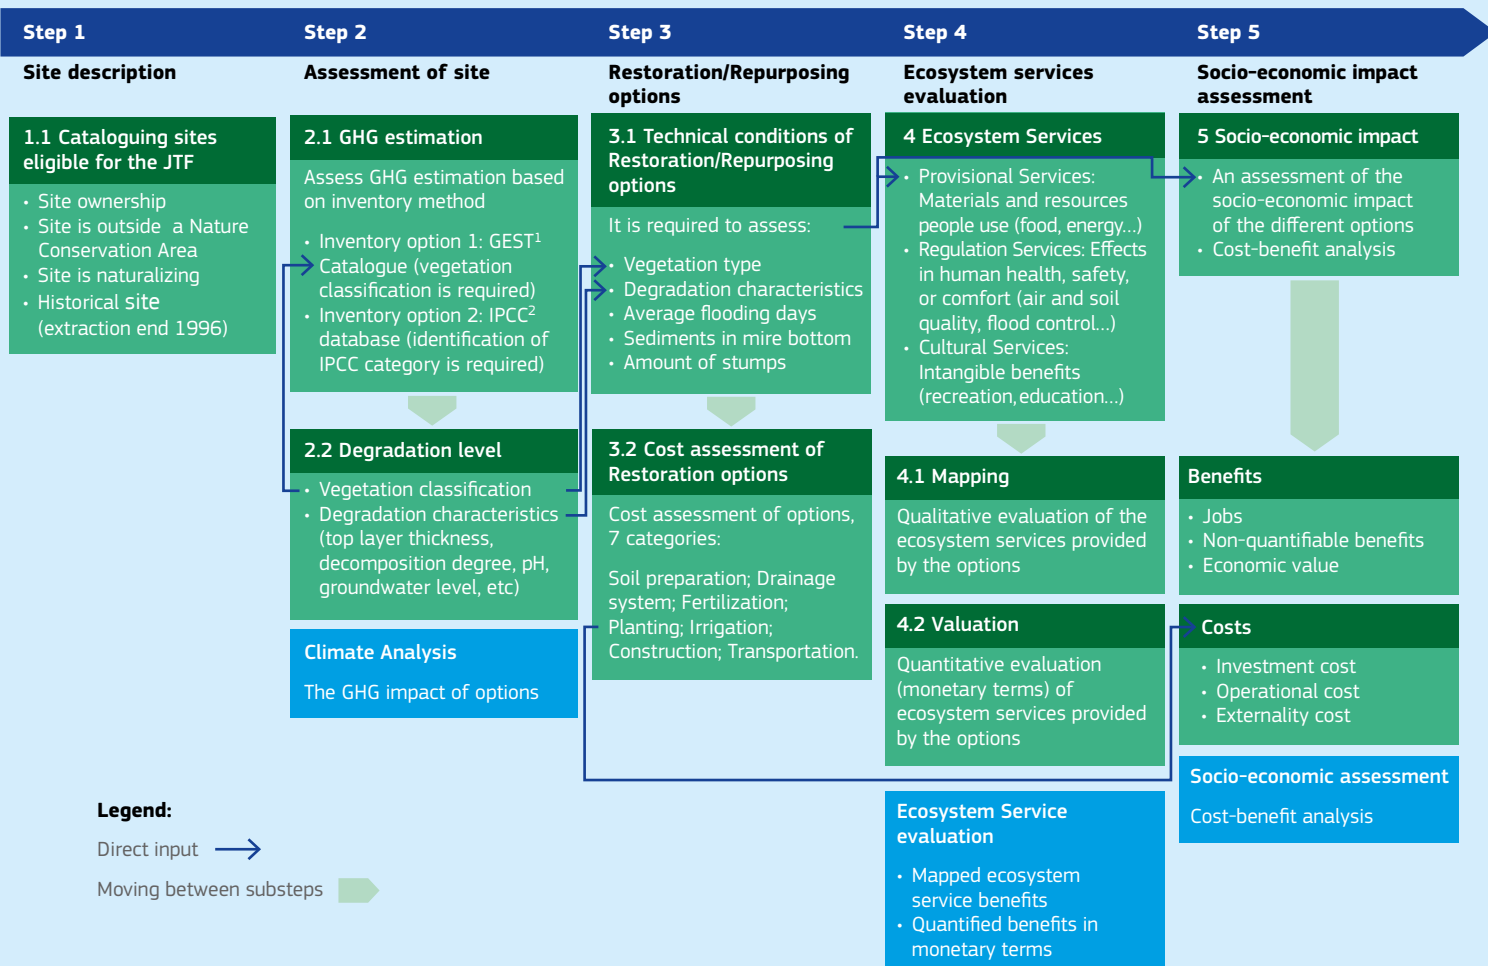 Step 1
Step 2
Step 3
Step 4
Step 5
Site description
Assessment of site
Restoration/Repurposing
options
Ecosystem services
evaluation
Socio-economic impact
assessment
1.1 Cataloguing sites
eligible for the JTF
• Site ownership
• Site is outside a Nature
Conservation Area
• Site is naturalizing
• Historical site
(extraction end 1996)
2.1 GHG estimation
Assess GHG estimation based
on inventory method
• Inventory option 1: GEST¹
Catalogue (vegetation
classification is required)
• Inventory option 2: IPCC²
database (identification of
IPCC category is required)
2.2 Degradation level
• Vegetation classification
• Degradation characteristics
(top layer thickness,
decomposition degree, pH,
groundwater level, etc)
Climate Analysis
The GHG impact of options
3.1 Technical conditions of
Restoration/Repurposing
options
It is required to assess:
• Vegetation type
• Degradation characteristics
• Average flooding days
• Sediments in mire bottom
• Amount of stumps
3.2 Cost assessment of
Restoration options
Cost assessment of options,
7 categories:
Soil preparation; Drainage
system; Fertilization;
Planting; Irrigation;
Construction; Transportation.
4 Ecosystem Services
• Provisional Services:
Materials and resources
people use (food, energy...)
• Regulation Services: Effects
in human health, safety,
or comfort (air and soil
quality, flood control...)
• Cultural Services:
Intangible benefits
(recreation, education...)
4.1 Mapping
Qualitative evaluation of the
ecosystem services provided
by the options
4.2 Valuation
Quantitative evaluation
(monetary terms) of
ecosystem services provided
by the options
Ecosystem Service
evaluation
• Mapped ecosystem
service benefits
• Quantified benefits in
monetary terms
5 Socio-economic impact
• An assessment of the
socio-economic impact
of the different options
• Cost-benefit analysis
Benefits
• Jobs
• Non-quantifiable benefits
• Economic value
Costs
• Investment cost
• Operational cost
• Externality cost
Socio-economic assessment
Cost-benefit analysis
Legend:
Direct input
Moving between substeps